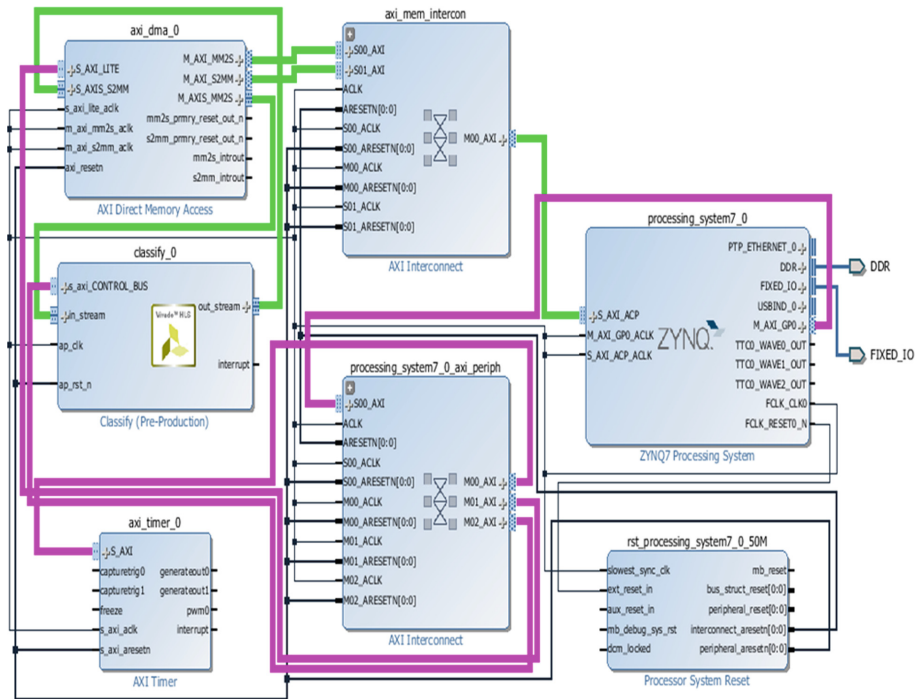 axi_dma_0
S_AXI_LITE
S_AXIS_S2MM
s_axi_lite_aclk
m_axi_mm2s_aclk
m_axi_s2mm_aclk
axi_resetn
M_AXI_MM2S
M_AXI_S2MM
M_AXIS_MM2S
mm2s_prmry_reset_out_n
s2mm_prmry_reset_out_n
mm2s_introut
s2mm_introut
AXI Direct Memory Access
axi_mem_intercon
S00_AXI
S01_AXI
ACLK
ARESETN[0:0]
S00_ACLK
S00_ARESETN[0:0]
M00_ACLK
M00_ARESETN[0:0]
S01_ACLK
S01_ARESETN[0:0]
M00_AXI
AXI Interconnect
classify_0
s_axi_CONTROL_BUS
in_stream
ap_clk
ap_rst_n
Vivado™ HLS
out_stream
interrupt
Classify (Pre-Production)
processing_system7_0
S_AXI_ACP
M_AXI_GP0_ACLK
S_AXI_ACP_ACLK
ZYNQ
PTP_ETHERNET_0
DDR
FIXED_IO
USBIND_0
M_AXI_GP0
TTC0_WAVE0_OUT
TTC0_WAVE1_OUT
TTC0_WAVE2_OUT
FCLK_CLK0
FCLK_RESET0_N
ZYNQ7 Processing System
DDR
FIXED_IO
processing_system7_0_axi_periph
S00_AXI
ACLK
ARESETN[0:0]
S00_ACLK
S00_ARESETN[0:0]
M00_ACLK
M00_ARESETN[0:0]
M01_ACLK
M01_ARESETN[0:0]
M02_ACLK
M02_ARESETN[0:0]
M00_AXI
M01_AXI
M02_AXI
AXI Interconnect
axi_timer_0
S_AXI
capturetrig0
capturetrig1
freeze
s_axi_aclk
s_axi_aresetn
generateout0
generateout1
pwm0
interrupt
AXI Timer
rst_processing_system7_0_50M
slowest_sync_clk
ext_reset_in
aux_reset_in
mb_debug_sys_rst
dcm_locked
mb_reset
bus_struct_reset[0:0]
peripheral_reset[0:0]
interconnect_aresetn[0:0]
peripheral_aresetn[0:0]
Processor System Reset